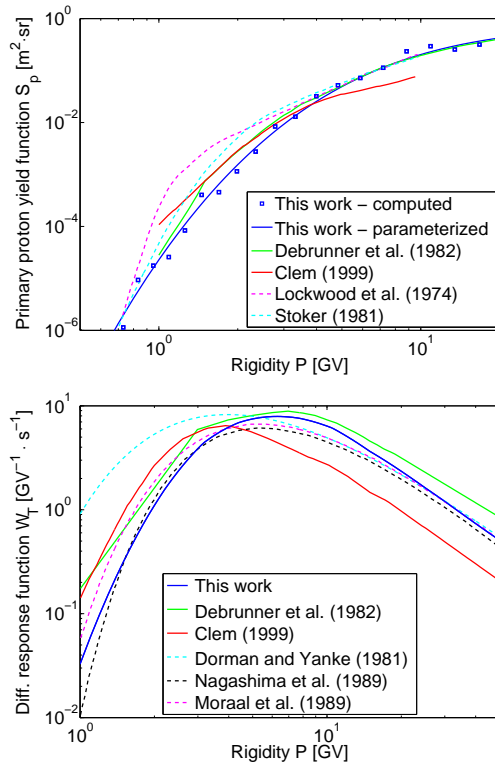 Primary proton yield function S_p [m²·sr]
10^0
10^−2
10^−4
10^−6
This work − computed
This work − parameterized
Debrunner et al. (1982)
Clem (1999)
Lockwood et al. (1974)
Stoker (1981)
10^0
10^1
Rigidity P [GV]
Diff. response function W_T [GV^−1 · s^−1]
10^1
10^0
10^−1
10^−2
This work
Debrunner et al. (1982)
Clem (1999)
Dorman and Yanke (1981)
Nagashima et al. (1989)
Moraal et al. (1989)
10^0
10^1
Rigidity P [GV]